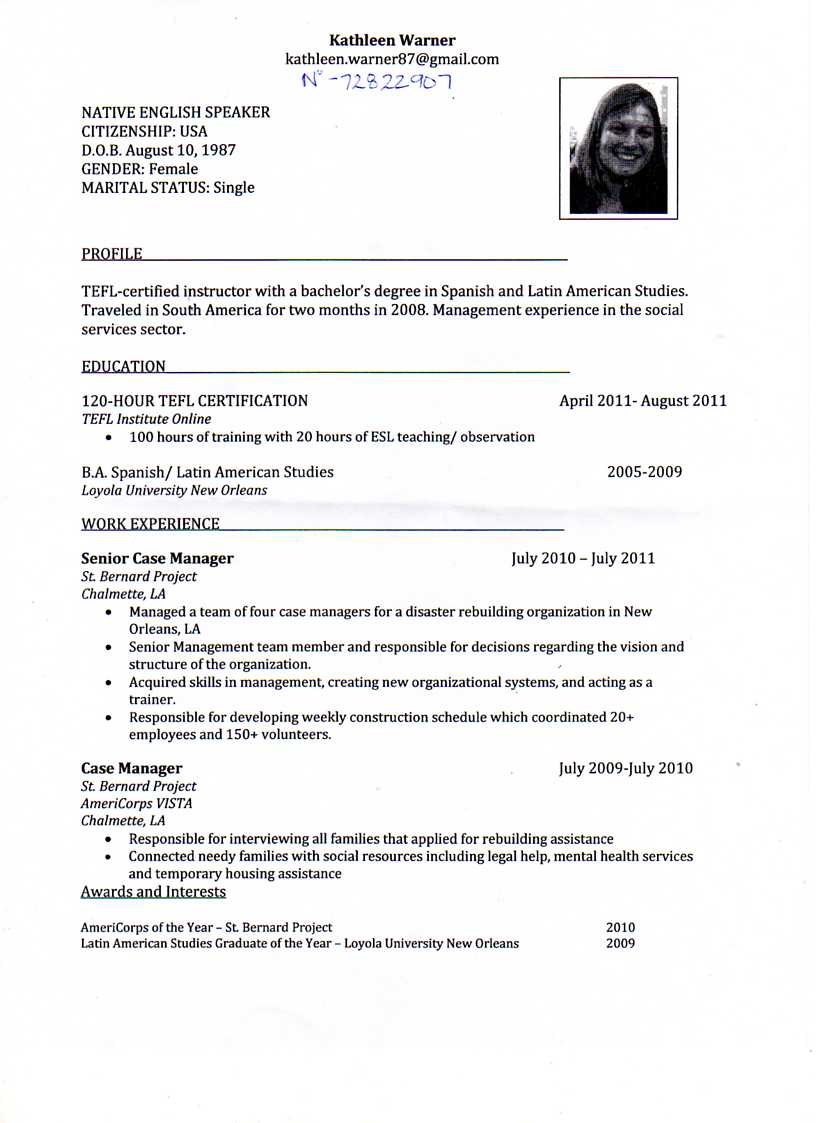 Kathleen Warner
kathleen.warner87@gmail.com
N° -72822907
NATIVE ENGLISH SPEAKER
CITIZENSHIP: USA
D.O.B. August 10, 1987
GENDER: Female
MARITAL STATUS: Single
PROFILE
TEFL-certified instructor with a bachelor's degree in Spanish and Latin American Studies.
Traveled in South America for two months in 2008. Management experience in the social
services sector.
EDUCATION
120-HOUR TEFL CERTIFICATION April 2011- August 2011
TEFL Institute Online
• 100 hours of training with 20 hours of ESL teaching/ observation
B.A. Spanish/ Latin American Studies 2005-2009
Loyola University New Orleans
WORK EXPERIENCE
Senior Case Manager July 2010 – July 2011
St. Bernard Project
Chalmette, LA
• Managed a team of four case managers for a disaster rebuilding organization in New
Orleans, LA
• Senior Management team member and responsible for decisions regarding the vision and
structure of the organization.
• Acquired skills in management, creating new organizational systems, and acting as a
trainer.
• Responsible for developing weekly construction schedule which coordinated 20+
employees and 150+ volunteers.
Case Manager July 2009-July 2010
St. Bernard Project
AmeriCorps VISTA
Chalmette, LA
• Responsible for interviewing all families that applied for rebuilding assistance
• Connected needy families with social resources including legal help, mental health services
and temporary housing assistance
Awards and Interests
AmeriCorps of the Year – St. Bernard Project 2010
Latin American Studies Graduate of the Year – Loyola University New Orleans 2009